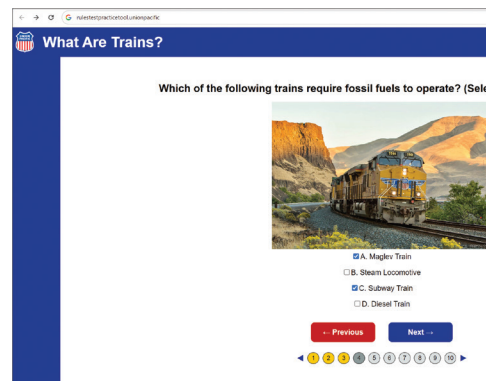 rulestestpracticetool.unionpacific
What Are Trains?
Which of the following trains require fossil fuels to operate? (Sele
A. Maglev Train
B. Steam Locomotive
C. Subway Train
D. Diesel Train
← Previous
Next →
1 2 3 4 5 6 7 8 9 10